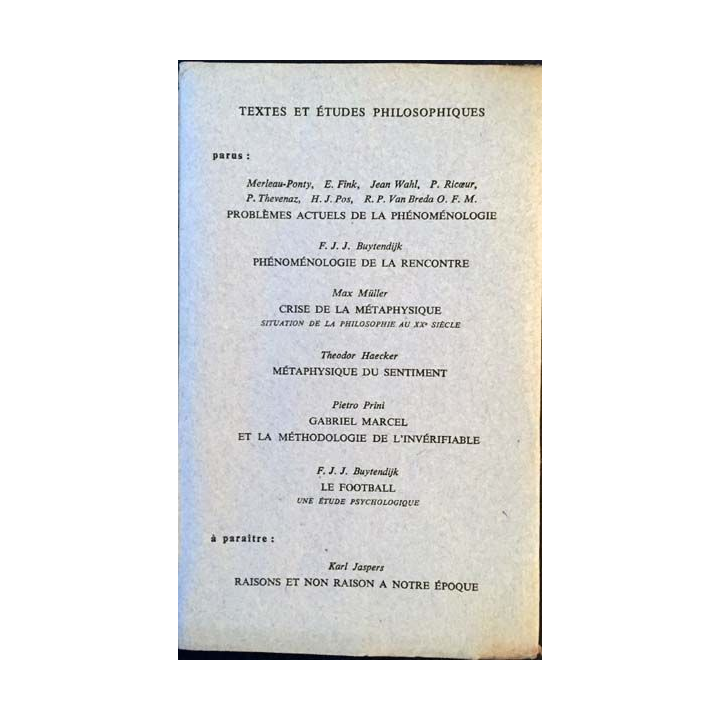 TEXTES ET ÉTUDES PHILOSOPHIQUES
parus :
Merleau-Ponty, E. Fink, Jean Wahl, P. Ricœur,
P. Thevenaz, H. J. Pos, R. P. Van Breda O. F. M.
PROBLÈMES ACTUELS DE LA PHÉNOMÉNOLOGIE
F. J. J. Buytendijk
PHÉNOMÉNOLOGIE DE LA RENCONTRE
Max Müller
CRISE DE LA MÉTAPHYSIQUE
SITUATION DE LA PHILOSOPHIE AU XXe SIÈCLE
Theodor Haecker
MÉTAPHYSIQUE DU SENTIMENT
Pietro Prini
GABRIEL MARCEL
ET LA MÉTHODOLOGIE DE L'INVÉRIFIABLE
F. J. J. Buytendijk
LE FOOTBALL
UNE ÉTUDE PSYCHOLOGIQUE
à paraître :
Karl Jaspers
RAISONS ET NON RAISON A NOTRE ÉPOQUE